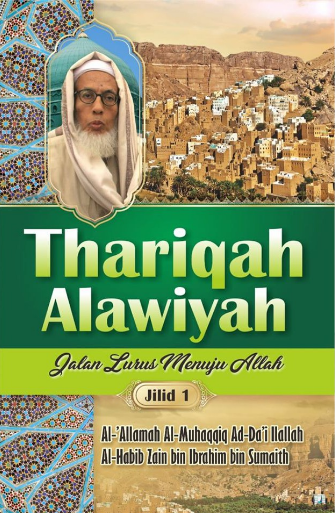 Thariqah
Alawiyah
Jalan Lurus Menuju Allah
Jilid 1
Al-'Allamah Al-Muhaqqiq Ad-Da'i Ilallah
Al-Habib Zain bin Ibrahim bin Sumaith